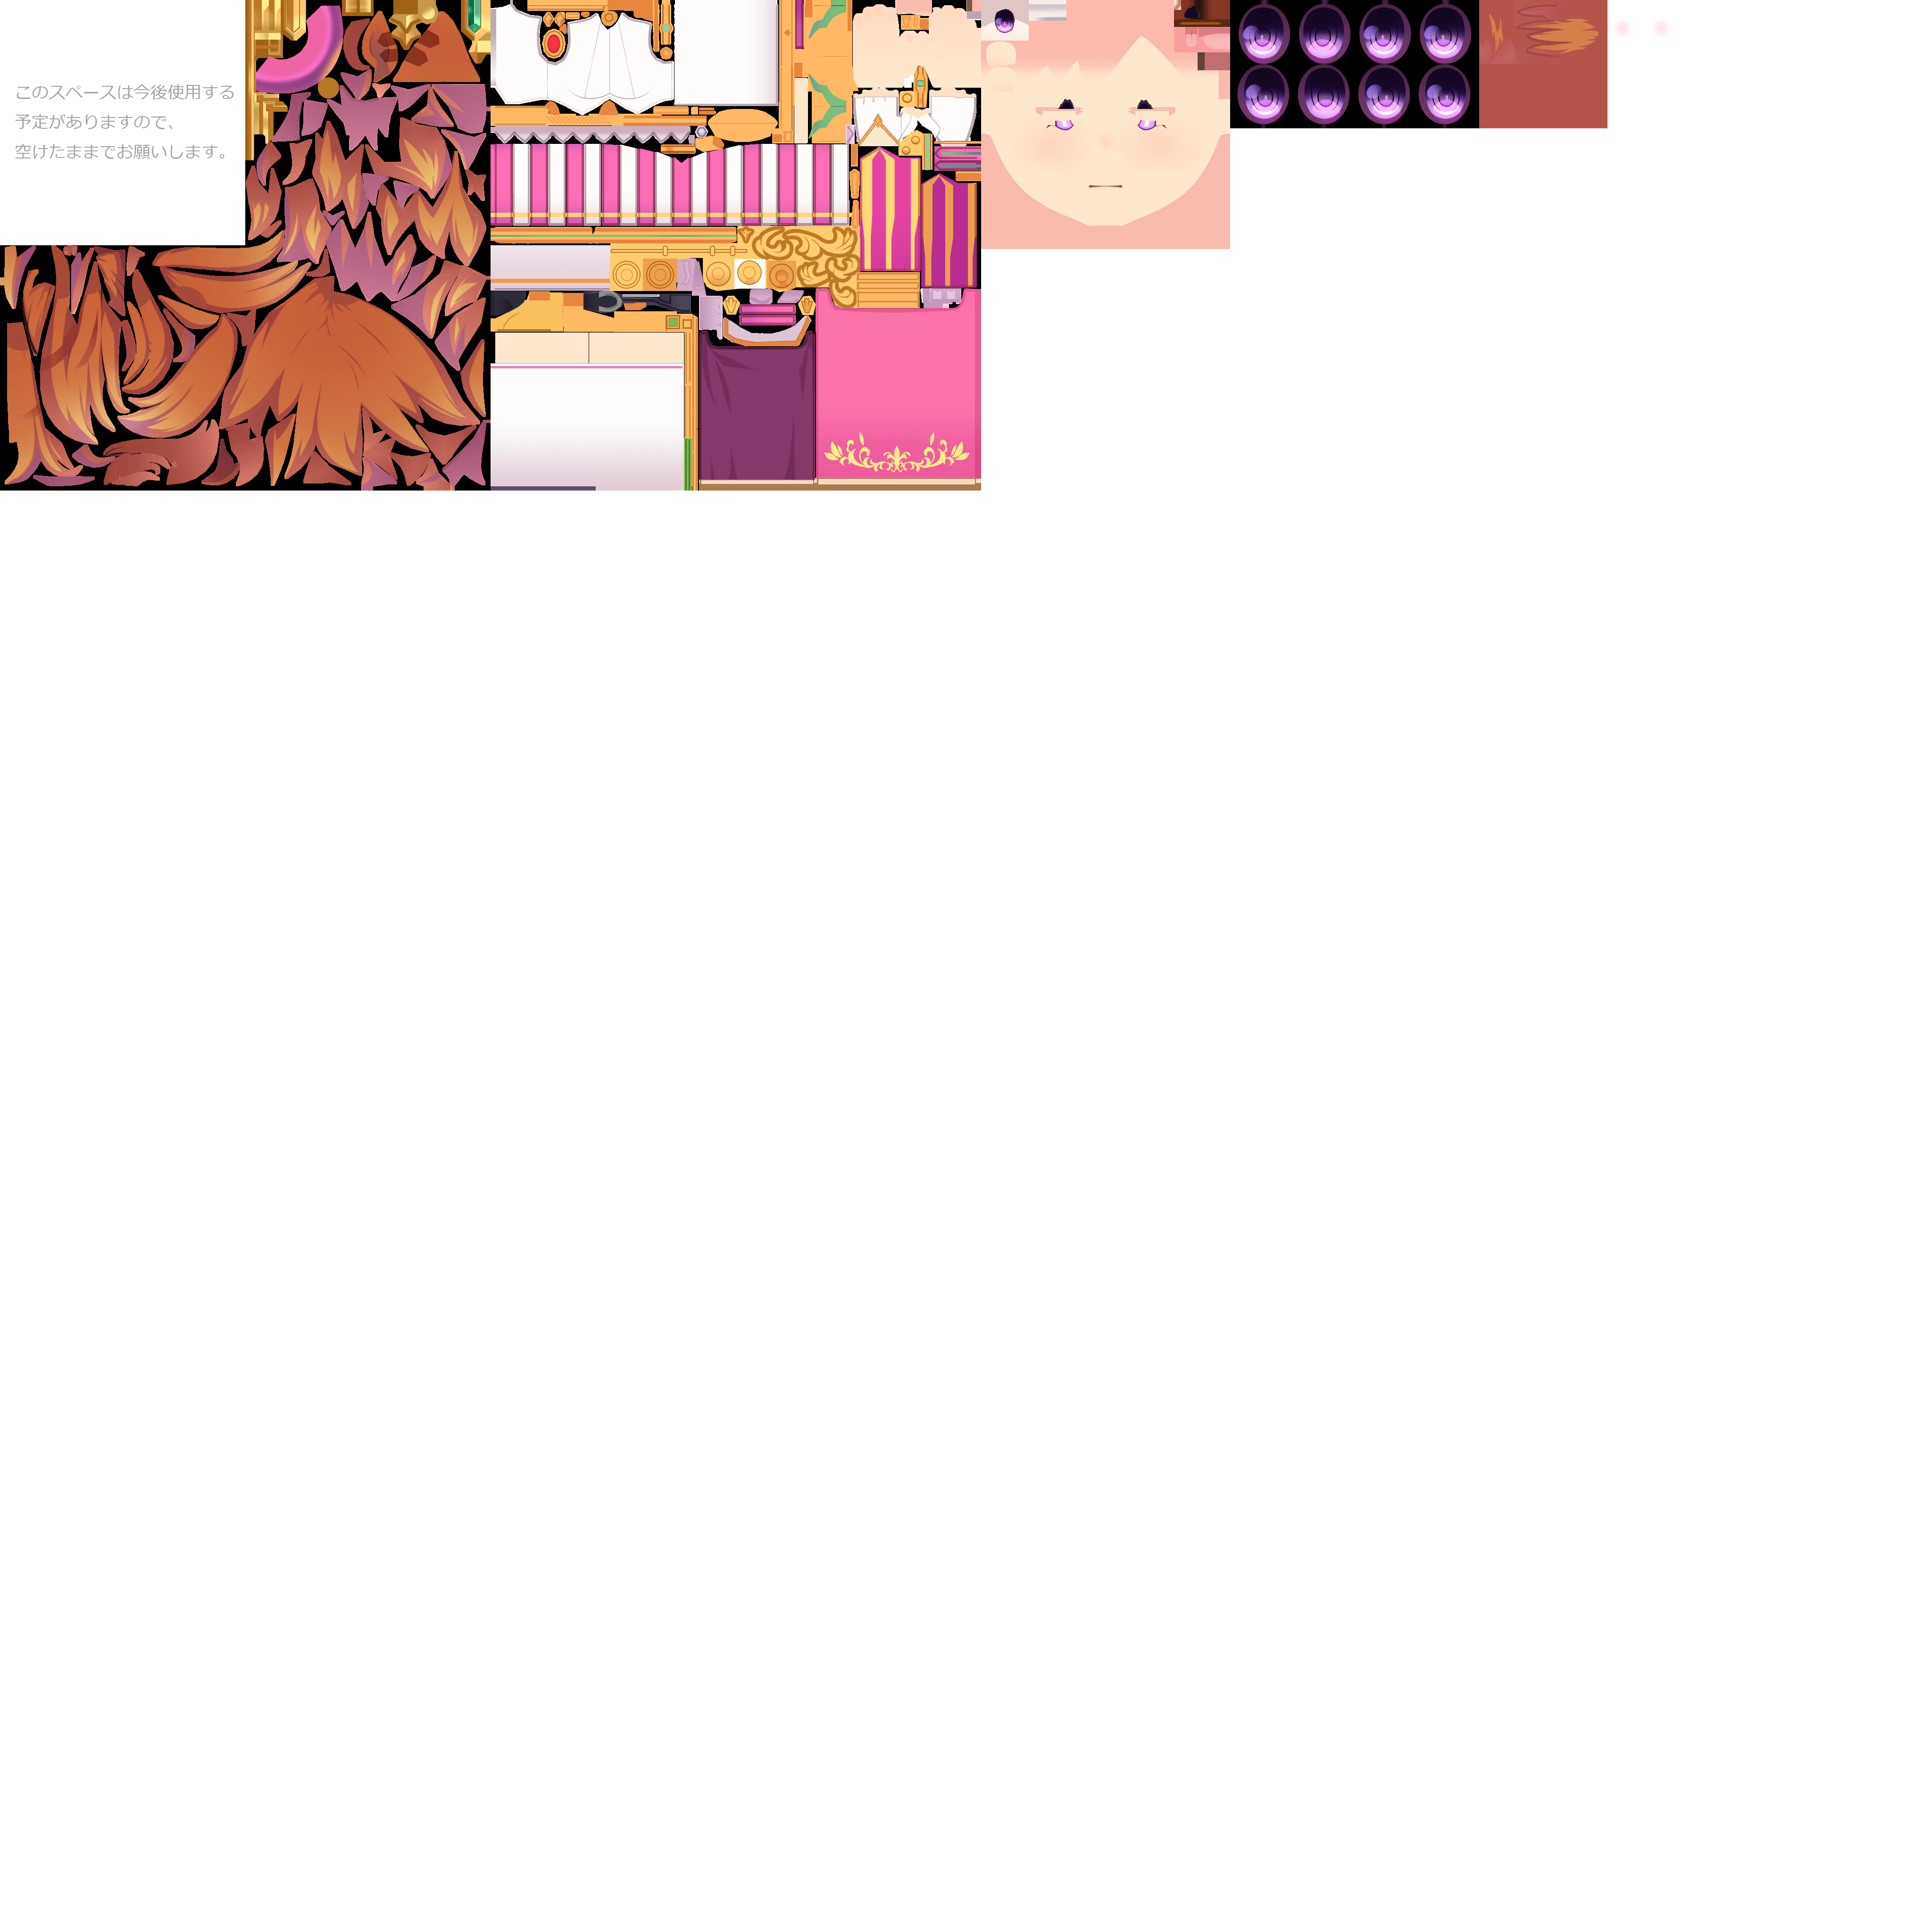 このスペースは今後使用する
予定がありますので、
空けたままでお願いします。